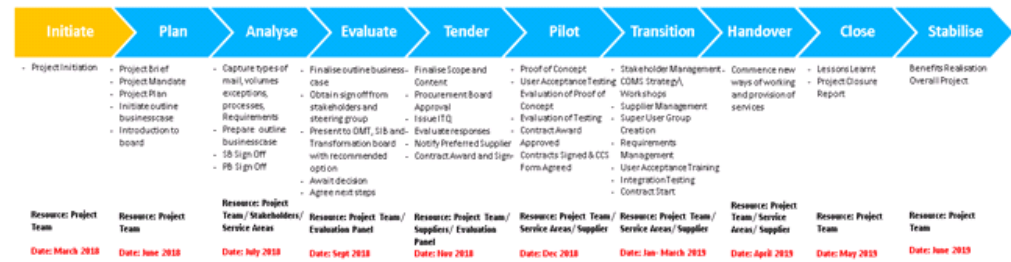 Initiate
Plan
Analyse
Evaluate
Tender
Pilot
Transition
Handover
Close
Stabilise
- Project Initiation
- Project Brief
- Project Mandate
- Project Plan
- Initiate outline
businesscase
- Introduction to
board
- Capture types of
mail, volumes
exceptions,
processes,
Requirements
- Prepare outline
businesscase
- SB Sign Off
- PB Sign Off
- Finalise outline business
case
- Obtain sign off from
stakeholders and
steering group
- Present to OMT, SIB and
Transformation board
with recommended
option
- Await decision
- Agree next steps
- Finalise Scope and
Content
- Procurement Board
Approval
- Issue ITQ
- Evaluate responses
- Notify Preferred Supplier
- Contract Award and Sign-
- Proof of Concept
- User Acceptance Testing
Evaluation of Proof of
Concept
- Evaluation of Testing
- Contract Award
Approved
- Contracts Signed & CCS
Form Agreed
- Stakeholder Management
COMS Strategy\
Workshops
- Supplier Management
- Super User Group
Creation
- Requirements
Management
- User Acceptance Training
- Integration Testing
- Contract Start
- Commence new
ways of working
and provision of
services
- Lessons Learnt
- Project Closure
Report
Benefits Realisation
Overall Project
Resource: Project
Team
Date: March 2018
Resource: Project
Team
Date: June 2018
Resource: Project
Team/ Stakeholders/
Service Areas
Date: July 2018
Resource: Project Team/
Evaluation Panel
Date: Sept 2018
Resource: Project Team/
Suppliers/ Evaluation
Panel
Date: Nov 2018
Resource: Project Team/
Service Areas/ Supplier
Date: Dec 2018
Resource: Project Team/
Service Areas/ Supplier
Date: Jan- March 2019
Resource: Project
Team/ Service
Areas/ Supplier
Date: April 2019
Resource: Project
Team
Date: May 2019
Resource: Project
Team
Date: June 2019